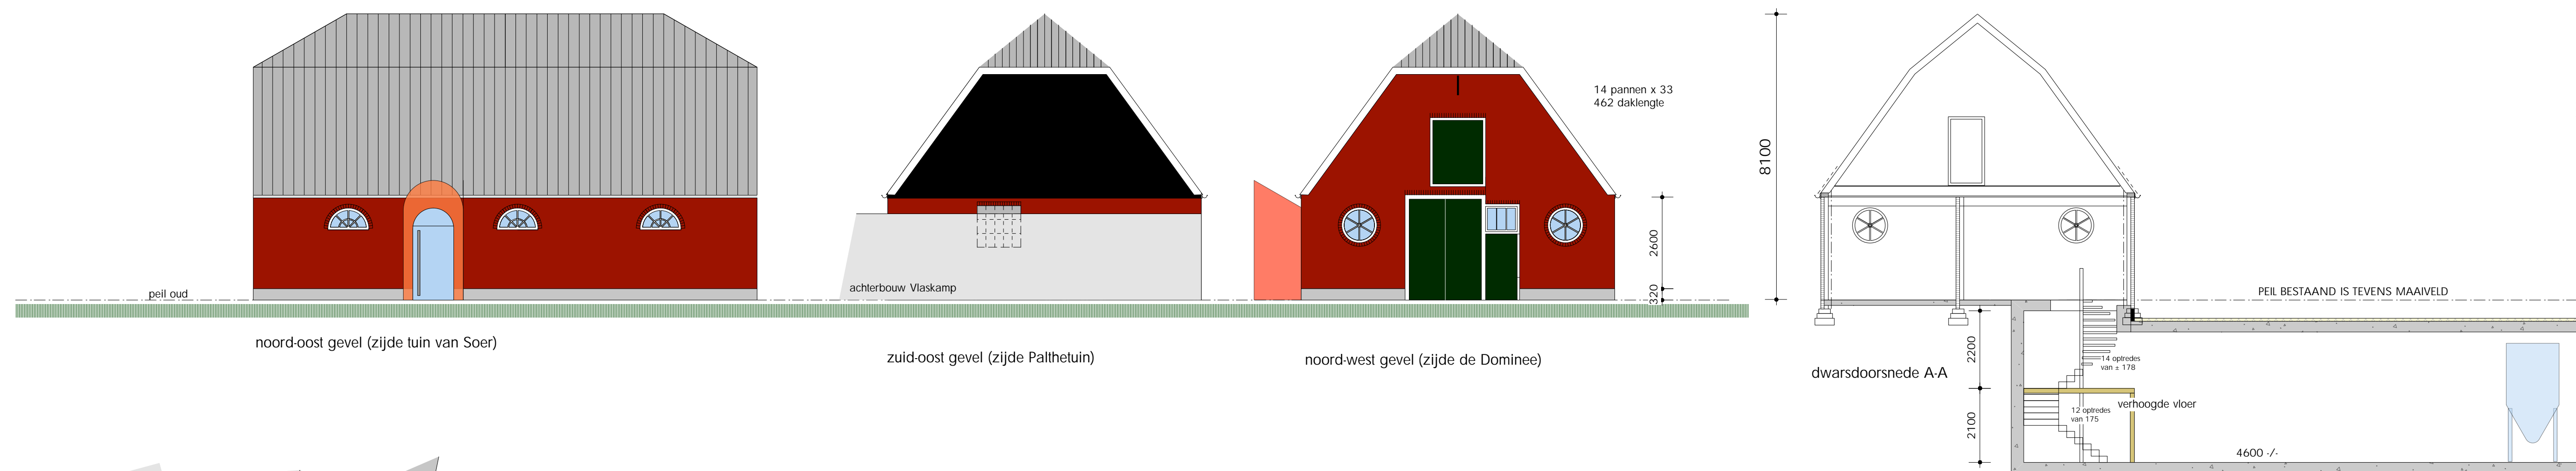 peil oud
noord-oost gevel (zijde tuin van Soer)
achterbouw Vlaskamp
zuid-oost gevel (zijde Palthetuin)
noord-west gevel (zijde de Dominee)
14 pannen x 33
462 daklengte
2600
320
8100
dwarsdoorsnede A-A
PEIL BESTAAND IS TEVENS MAAIVELD
2200
2100
14 optredes
van ± 178
12 optredes
van 175
verhoogde vloer
4600 -/-